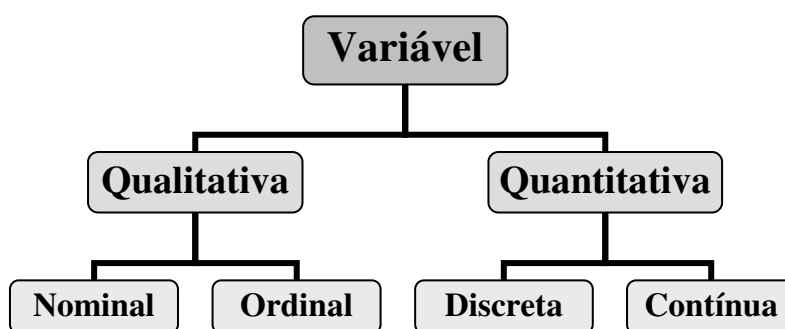 Variável
Qualitativa Quantitativa
Nominal Ordinal Discreta Contínua